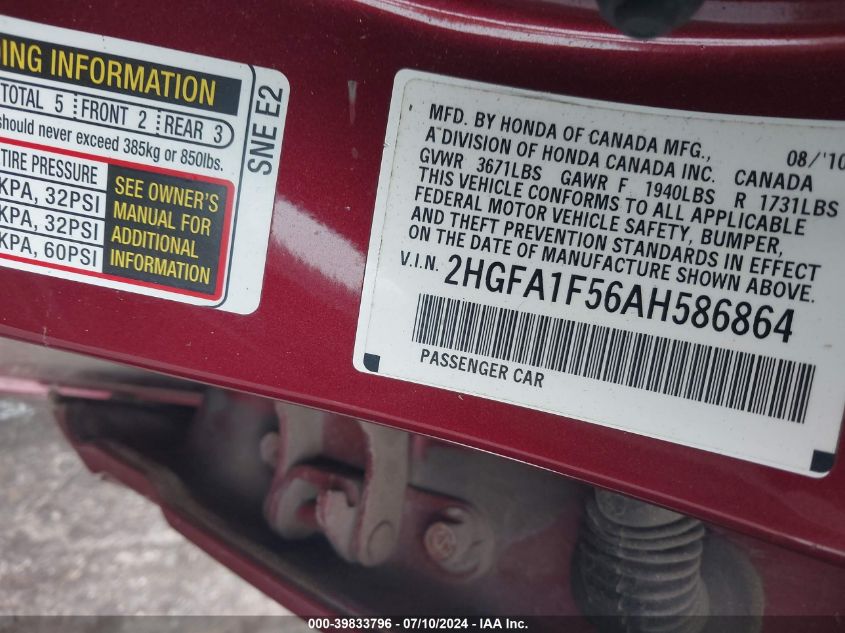 ING INFORMATION
TOTAL 5 FRONT 2 REAR 3
should never exceed 385kg or 850lbs.
TIRE PRESSURE
KPA, 32PSI
KPA, 32PSI
KPA, 60PSI
SEE OWNER'S
MANUAL FOR
ADDITIONAL
INFORMATION
SNE E2
MFD. BY HONDA OF CANADA MFG., 08/'10
A DIVISION OF HONDA CANADA INC. CANADA
GVWR 3671LBS GAWR F 1940LBS R 1731LBS
THIS VEHICLE CONFORMS TO ALL APPLICABLE
FEDERAL MOTOR VEHICLE SAFETY, BUMPER,
AND THEFT PREVENTION STANDARDS IN EFFECT
ON THE DATE OF MANUFACTURE SHOWN ABOVE.
V.I.N. 2HGFA1F56AH586864
PASSENGER CAR
000-39833796 - 07/10/2024 - IAA Inc.